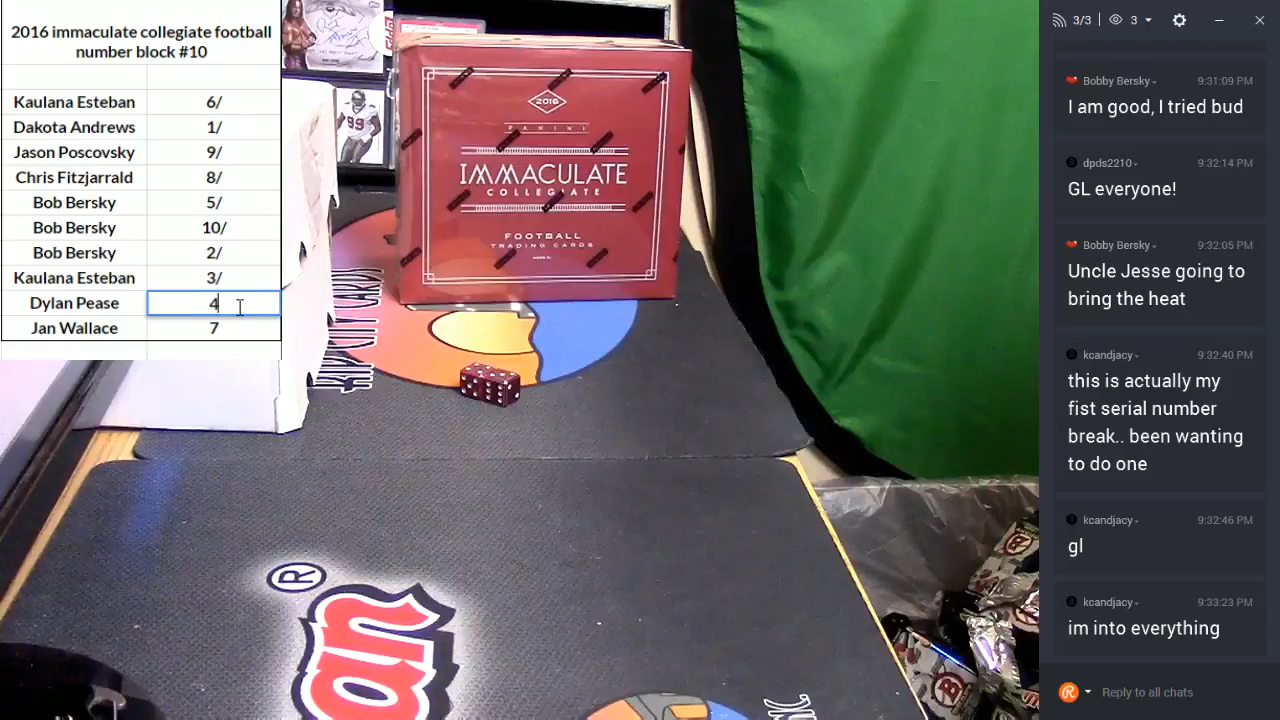 2016 immaculate collegiate football
number block #10
Kaulana Esteban 6/
Dakota Andrews 1/
Jason Poscovsky 9/
Chris Fitzjarrald 8/
Bob Bersky 5/
Bob Bersky 10/
Bob Bersky 2/
Kaulana Esteban 3/
Dylan Pease 4
Jan Wallace 7
99
2016
PANINI
IMMACULATE
COLLEGIATE
FOOTBALL
TRADING CARDS
RIP CITY CARDS
®
an
3/3 3
Bobby Bersky 9:31:09 PM
I am good, I tried bud
dpds2210 9:32:14 PM
GL everyone!
Bobby Bersky 9:32:05 PM
Uncle Jesse going to
bring the heat
kcandjacy 9:32:40 PM
this is actually my
fist serial number
break.. been wanting
to do one
kcandjacy 9:32:46 PM
gl
kcandjacy 9:33:23 PM
im into everything
Reply to all chats